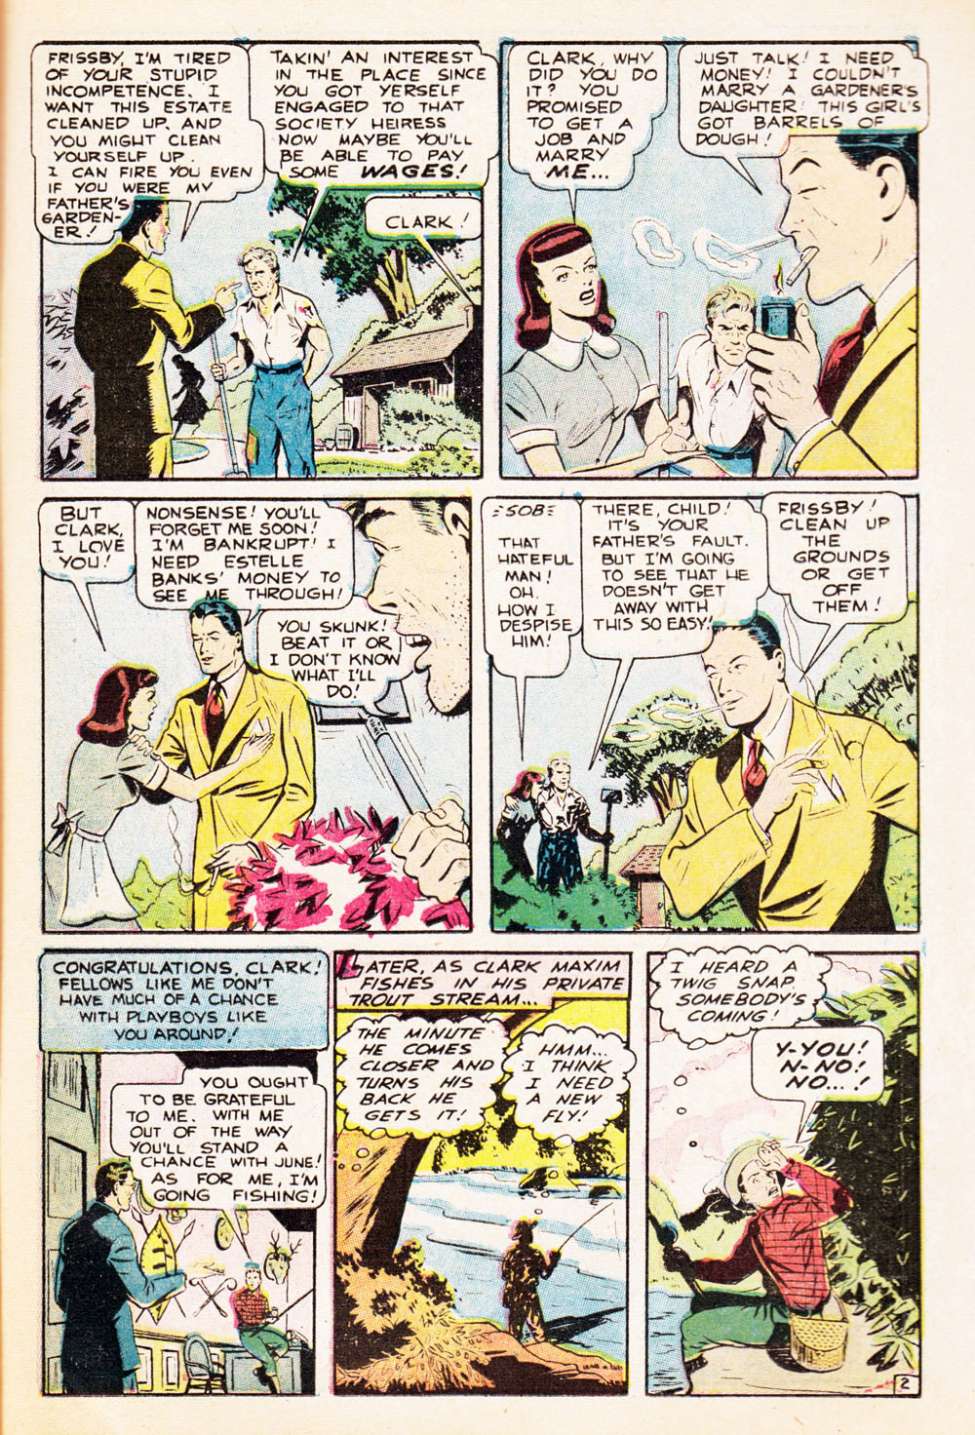 FRISSBY, I'M TIRED
OF YOUR STUPID
INCOMPETENCE. I
WANT THIS ESTATE
CLEANED UP. AND
YOU MIGHT CLEAN
YOURSELF UP.
I CAN FIRE YOU EVEN
IF YOU WERE MY
FATHER'S
GARDEN-
ER!
TAKIN' AN INTEREST
IN THE PLACE SINCE
YOU GOT YERSELF
ENGAGED TO THAT
SOCIETY HEIRESS
NOW MAYBE YOU'LL
BE ABLE TO PAY
SOME WAGES!
CLARK!
CLARK, WHY
DID YOU DO
IT? YOU
PROMISED
TO GET A
JOB AND
MARRY
ME...
JUST TALK! I NEED
MONEY! I COULDN'T
MARRY A GARDENER'S
DAUGHTER! THIS GIRL'S
GOT BARRELS OF
DOUGH!
BUT
CLARK,
I LOVE
YOU!
NONSENSE! YOU'LL
FORGET ME SOON!
I'M BANKRUPT! I
NEED ESTELLE
BANKS' MONEY TO
SEE ME THROUGH!
YOU SKUNK!
BEAT IT OR
I DON'T KNOW
WHAT I'LL
DO!
SOB
THAT
HATEFUL
MAN!
OH.
HOW I
DESPISE
HIM!
THERE, CHILD!
IT'S YOUR
FATHER'S FAULT.
BUT I'M GOING
TO SEE THAT HE
DOESN'T GET
AWAY WITH
THIS SO EASY!
FRISSBY!
CLEAN UP
THE
GROUNDS
OR GET
OFF
THEM!
CONGRATULATIONS, CLARK!
FELLOWS LIKE ME DON'T
HAVE MUCH OF A CHANCE
WITH PLAYBOYS LIKE
YOU AROUND!
YOU OUGHT
TO BE GRATEFUL
TO ME. WITH ME
OUT OF THE WAY
YOU'LL STAND A
CHANCE WITH JUNE!
AS FOR ME, I'M
GOING FISHING!
LATER, AS CLARK MAXIM
FISHES IN HIS PRIVATE
TROUT STREAM...
THE MINUTE
HE COMES
CLOSER AND
TURNS HIS
BACK HE
GETS IT!
HMM...
I THINK
I NEED
A NEW
FLY!
I HEARD A
TWIG SNAP.
SOMEBODY'S
COMING!
Y-YOU!
N-NO!
NO...!
2